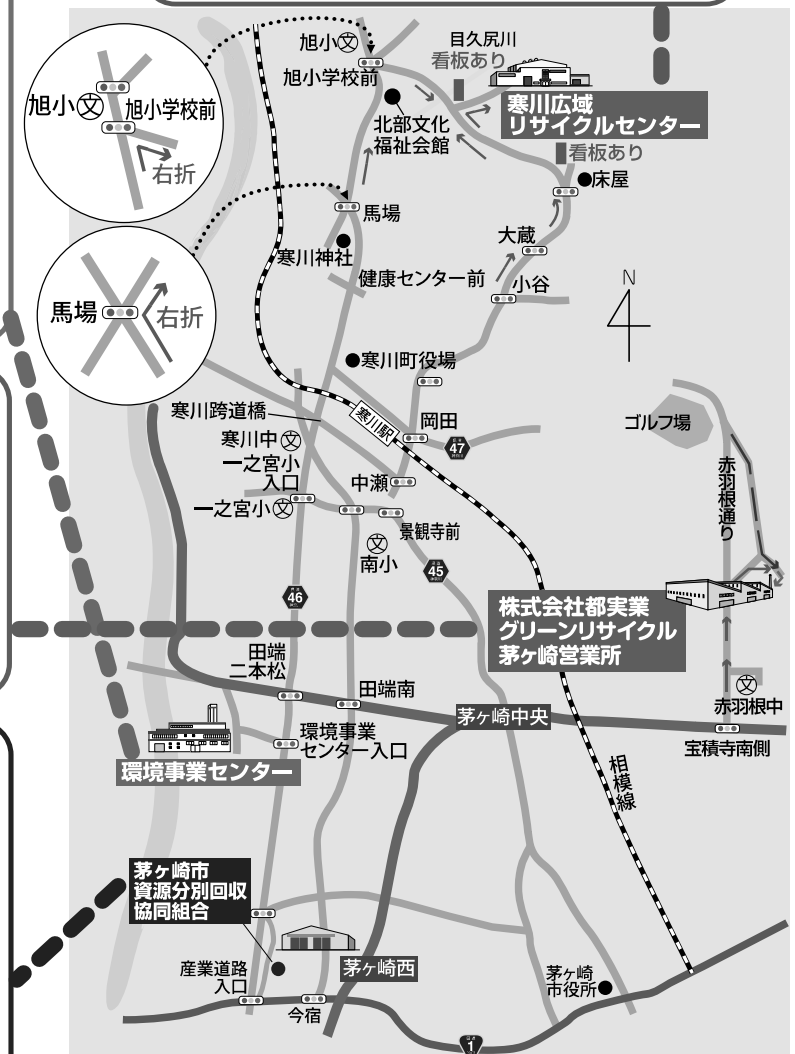 旭小文
目久尻川
看板あり
旭小学校前
旭小文
旭小学校前
右折
寒川広域
リサイクルセンター
北部文化
福祉会館
看板あり
床屋
馬場
大蔵
寒川神社
健康センター前
小谷
N
馬場
右折
寒川町役場
寒川跨道橋
寒川駅
岡田
47
ゴルフ場
寒川中文
一之宮小
入口
中瀬
赤羽根通り
一之宮小文
景観寺前
文
南小
45
46
株式会社都実業
グリーンリサイクル
茅ヶ崎営業所
田端
二本松
田端南
文
赤羽根中
茅ヶ崎中央
環境事業
センター入口
宝積寺南側
環境事業センター
相模線
茅ヶ崎市
資源分別回収
協同組合
産業道路
入口
茅ヶ崎西
茅ヶ崎
市役所
今宿
1